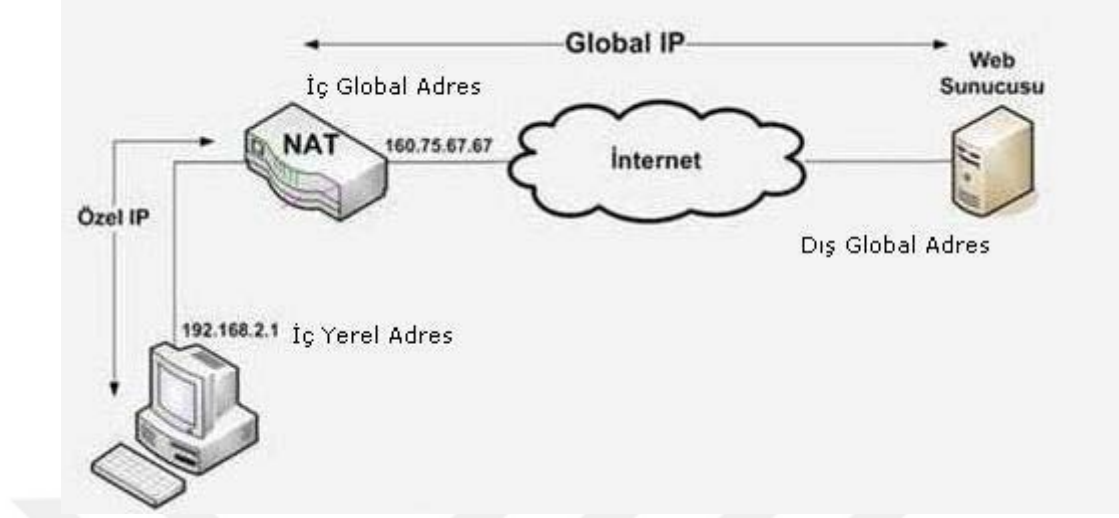 Global IP
Web
Sunucusu
İç Global Adres
NAT
160.75.67.67
İnternet
Özel IP
Dış Global Adres
192.168.2.1
İç Yerel Adres